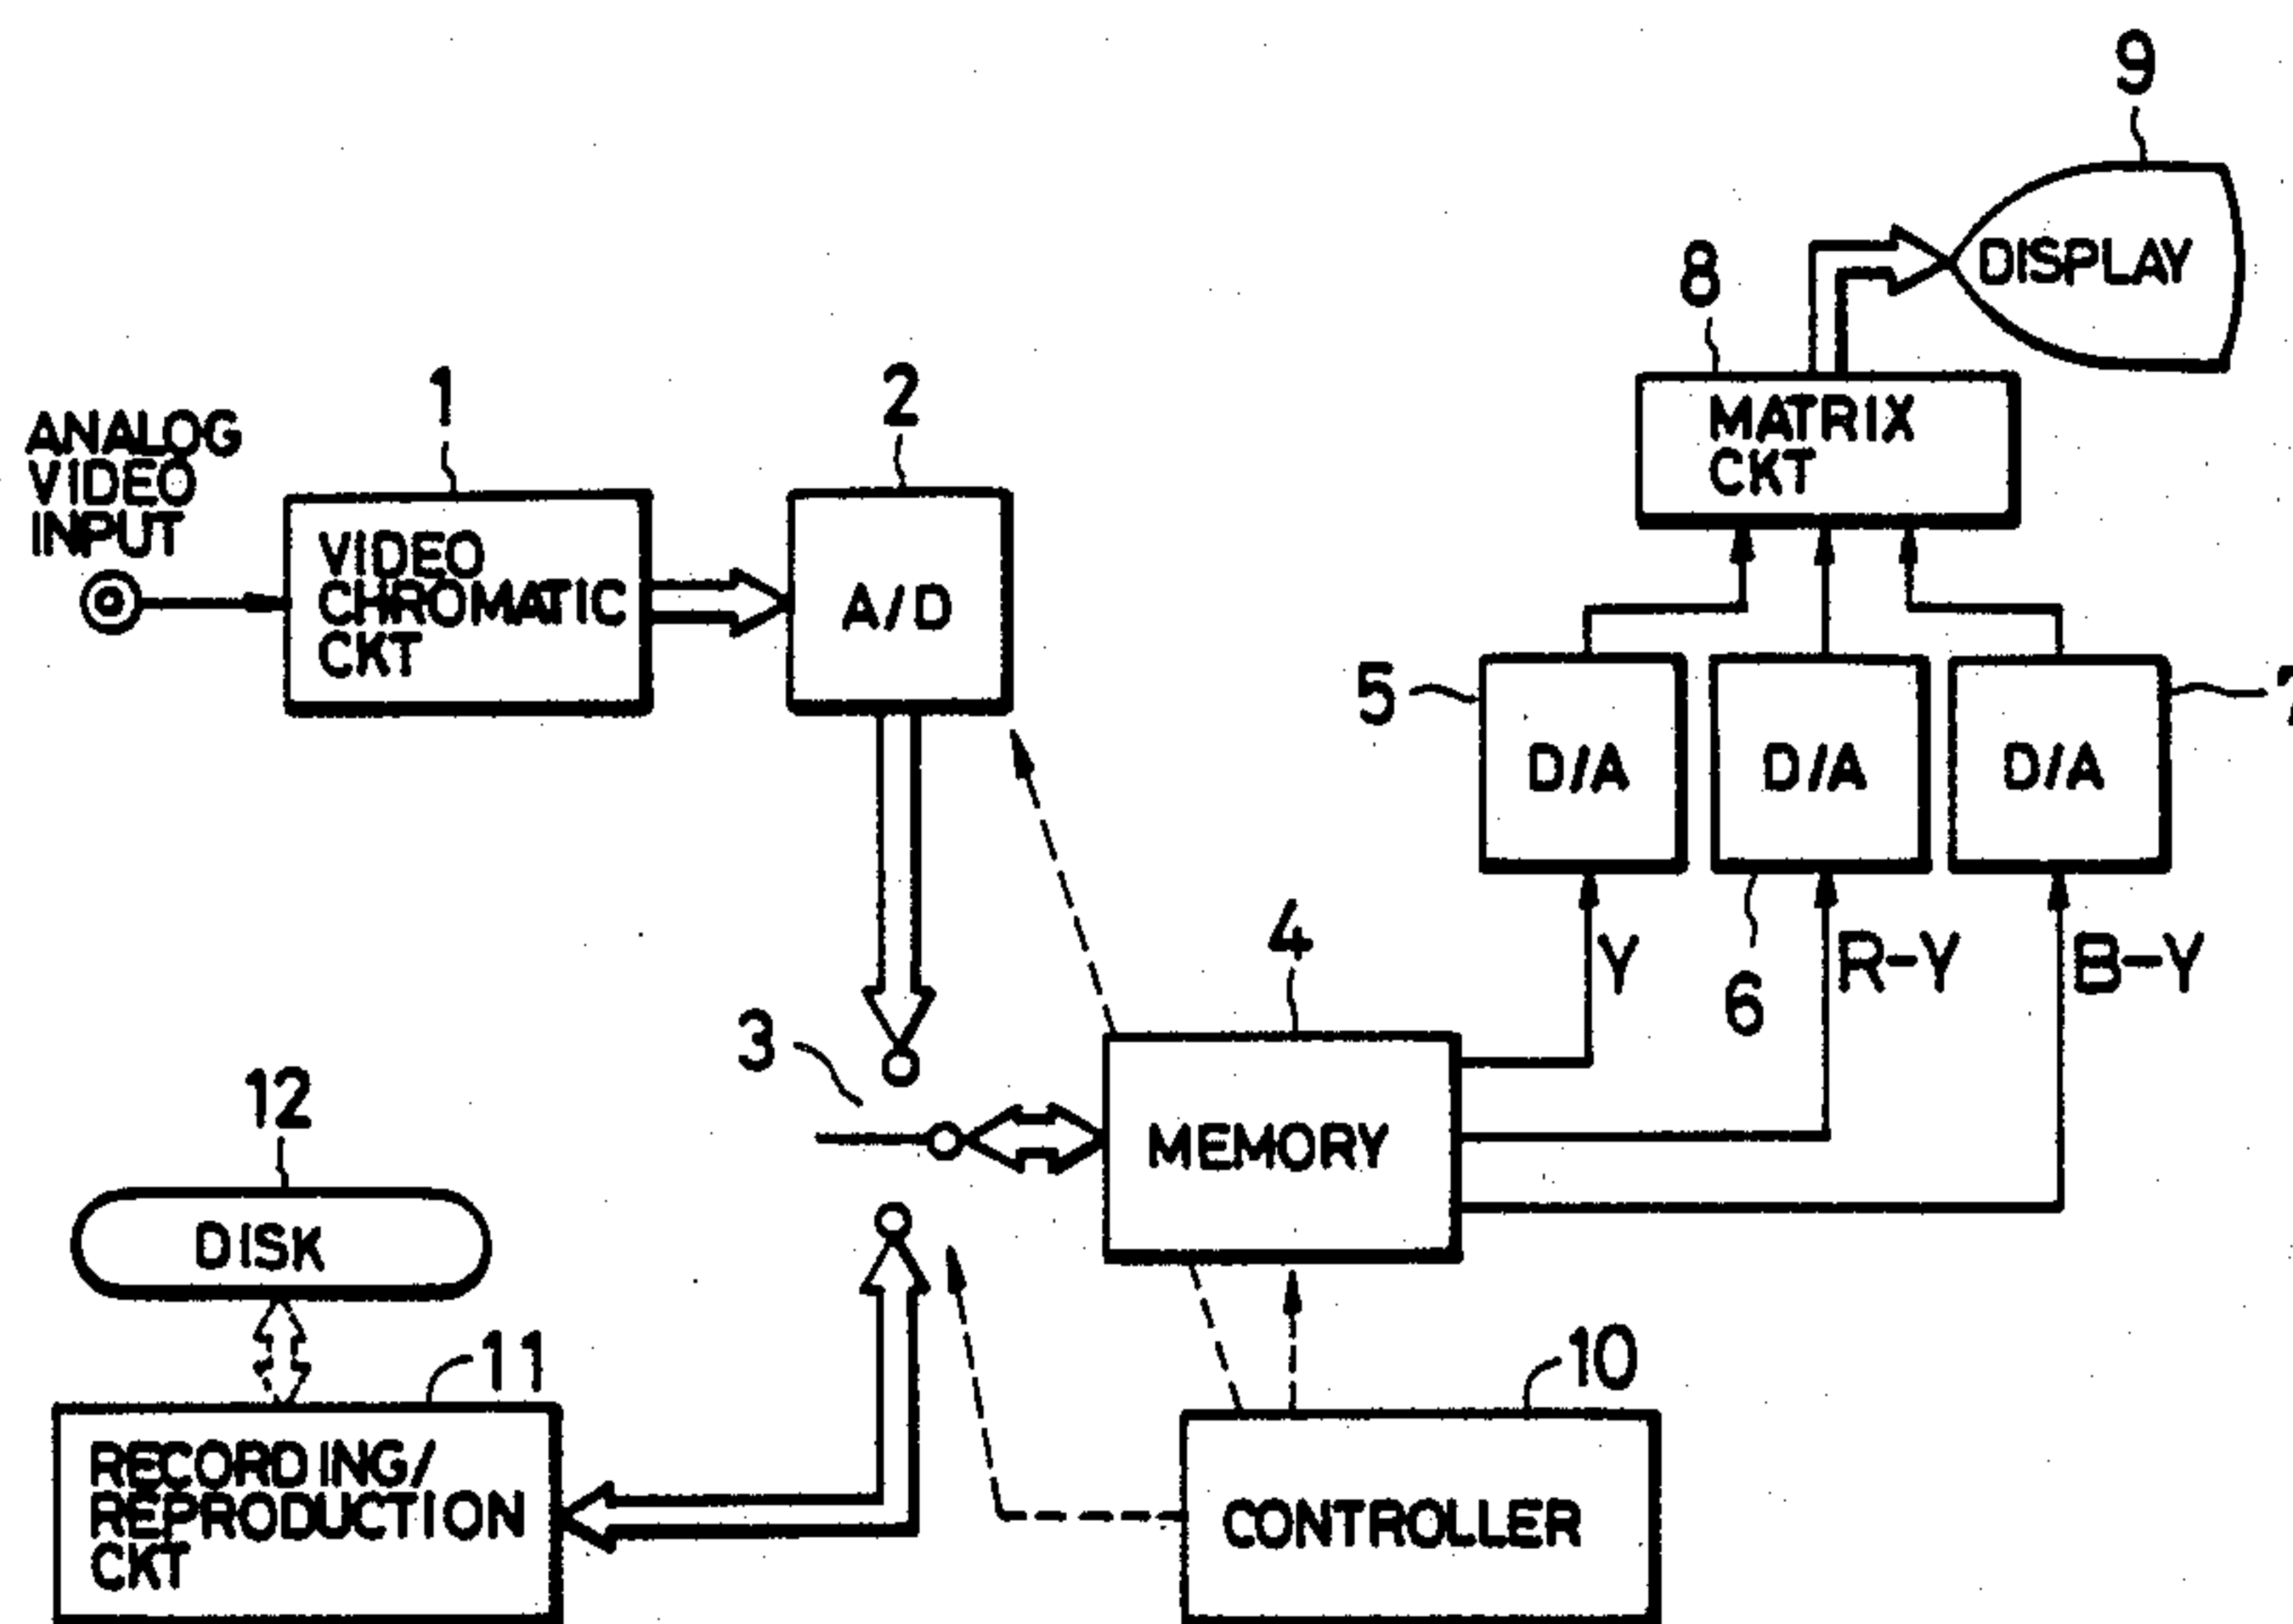 9
DISPLAY
8
MATRIX
CKT
1
2
ANALOG
VIDEO
INPUT
VIDEO
CHROMATIC
CKT
A/D
5
D/A
D/A
D/A
4
Y
6
R-Y
B-Y
3
MEMORY
12
DISK
11
10
RECORDING/
REPRODUCTION
CKT
CONTROLLER